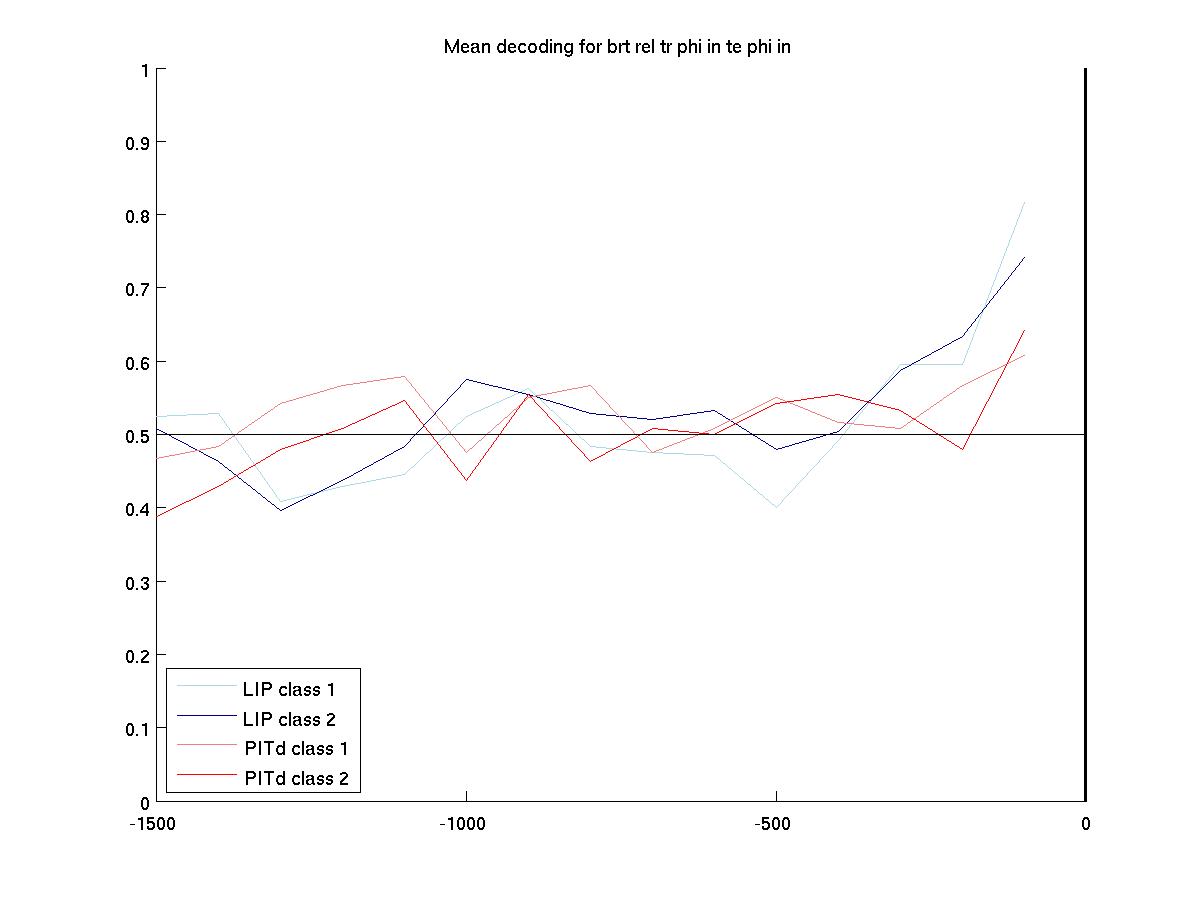 Mean decoding for brt rel tr phi in te phi in
1
0.9
0.8
0.7
0.6
0.5
0.4
0.3
0.2
0.1
0
LIP class 1
LIP class 2
PITd class 1
PITd class 2
-1500 -1000 -500 0